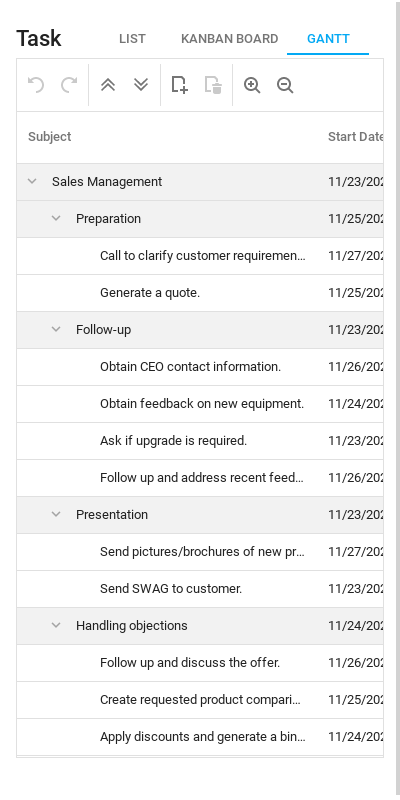 Task LIST KANBAN BOARD GANTT
Subject Start Date
Sales Management 11/23/202
Preparation 11/25/202
Call to clarify customer requiremen... 11/27/202
Generate a quote. 11/25/202
Follow-up 11/23/202
Obtain CEO contact information. 11/26/202
Obtain feedback on new equipment. 11/24/202
Ask if upgrade is required. 11/23/202
Follow up and address recent feed... 11/26/202
Presentation 11/23/202
Send pictures/brochures of new pr... 11/27/202
Send SWAG to customer. 11/23/202
Handling objections 11/24/202
Follow up and discuss the offer. 11/26/202
Create requested product compari... 11/25/202
Apply discounts and generate a bin... 11/24/202